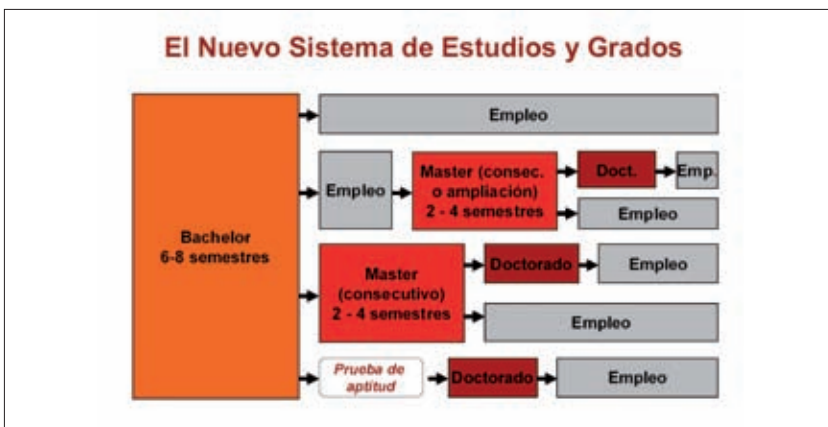 El Nuevo Sistema de Estudios y Grados
Bachelor
6-8 semestres
Empleo
Empleo
Master (consec.
o ampliación)
2 - 4 semestres
Doct.
Emp.
Empleo
Master
(consecutivo)
2 - 4 semestres
Doctorado
Empleo
Empleo
Prueba de
aptitud
Doctorado
Empleo